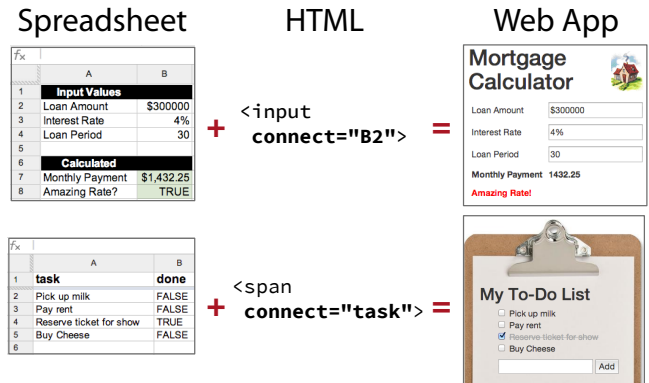 Spreadsheet HTML Web App
fx
A B
1 Input Values
2 Loan Amount $300000
3 Interest Rate 4%
4 Loan Period 30
5
6 Calculated
7 Monthly Payment $1,432.25
8 Amazing Rate? TRUE
+
<input
connect="B2">
=
Mortgage
Calculator
Loan Amount $300000
Interest Rate 4%
Loan Period 30
Monthly Payment 1432.25
Amazing Rate!
fx
A B
1 task done
2 Pick up milk FALSE
3 Pay rent FALSE
4 Reserve ticket for show TRUE
5 Buy Cheese FALSE
6
+
<span
connect="task">
=
My To-Do List
Pick up milk
Pay rent
Reserve ticket for show
Buy Cheese
Add